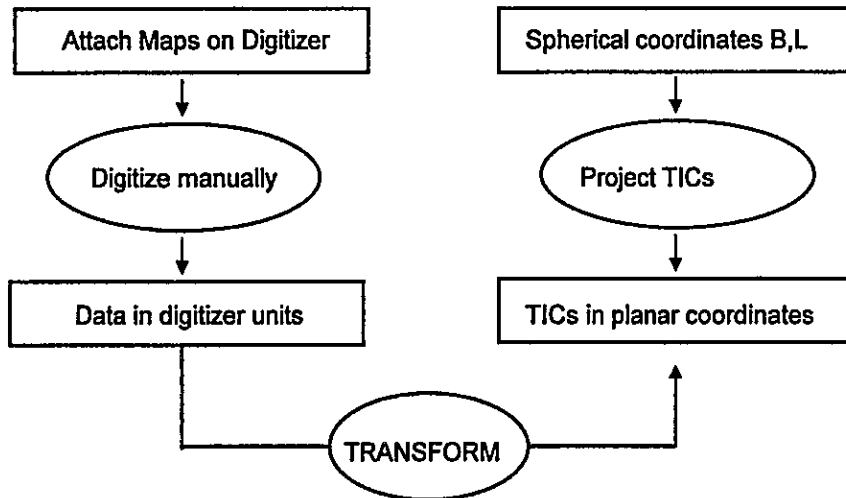 Attach Maps on Digitizer
Spherical coordinates B,L
Digitize manually
Project TICs
Data in digitizer units
TICs in planar coordinates
TRANSFORM